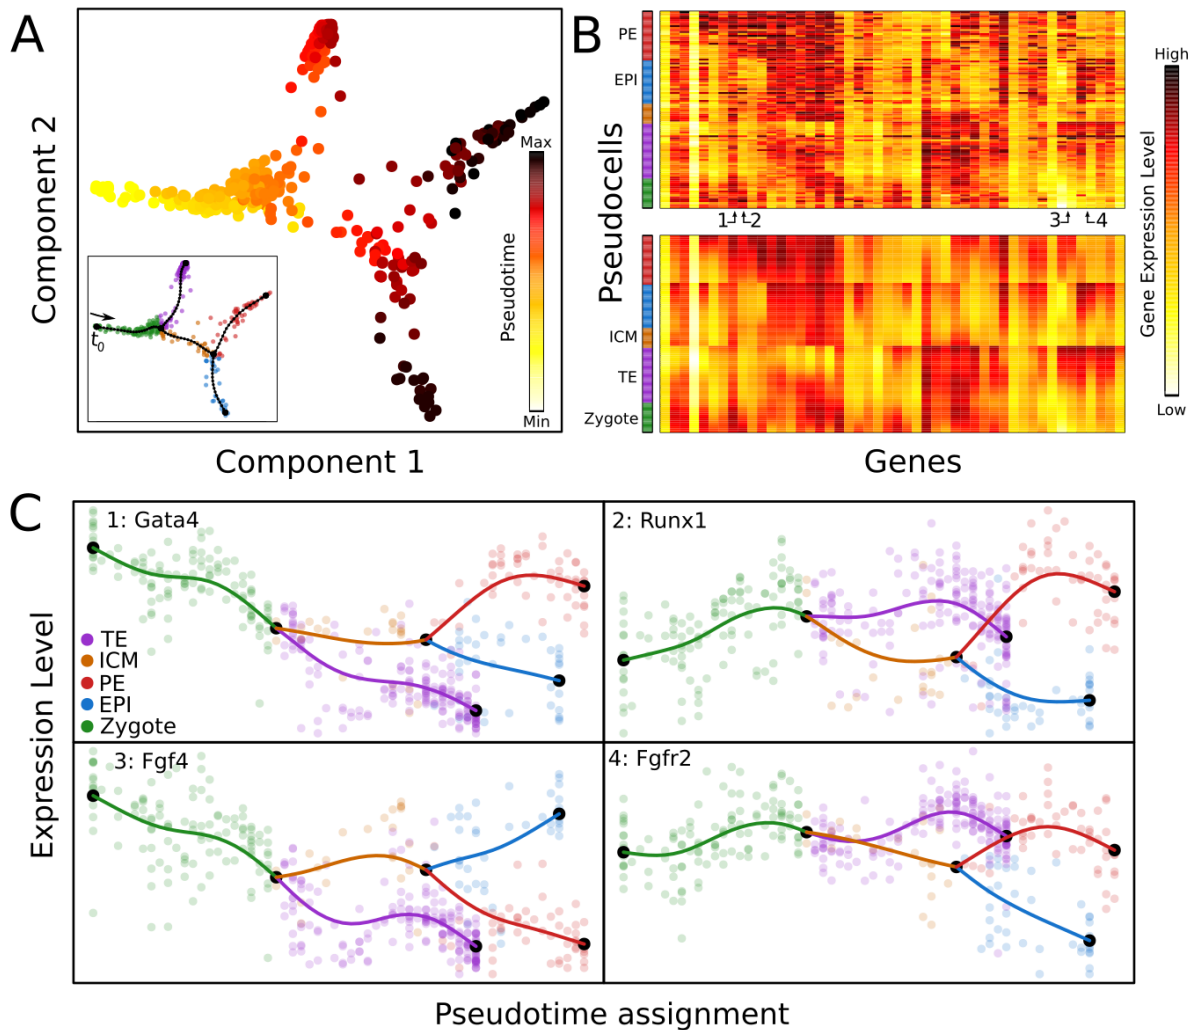 A
Component 2
Component 1
Max
Pseudotime
Min
t0
B
Pseudocells
PE
EPI
1
2
3
4
ICM
TE
Zygote
Genes
High
Gene Expression Level
Low
C
Expression Level
1: Gata4
TE
ICM
PE
EPI
Zygote
2: Runx1
3: Fgf4
4: Fgfr2
Pseudotime assignment